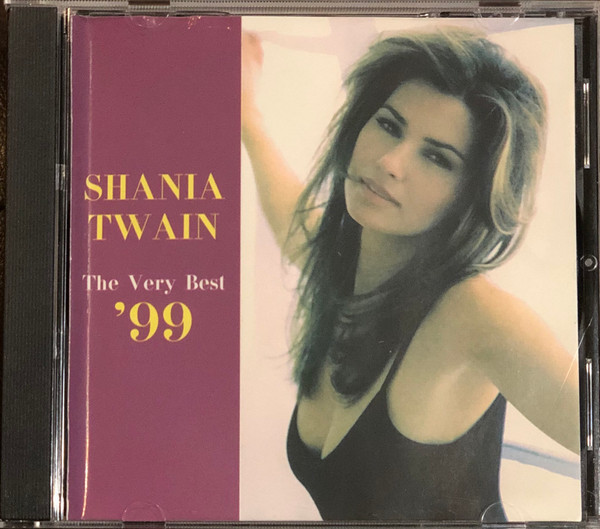 SHANIA
TWAIN
The Very Best
’99